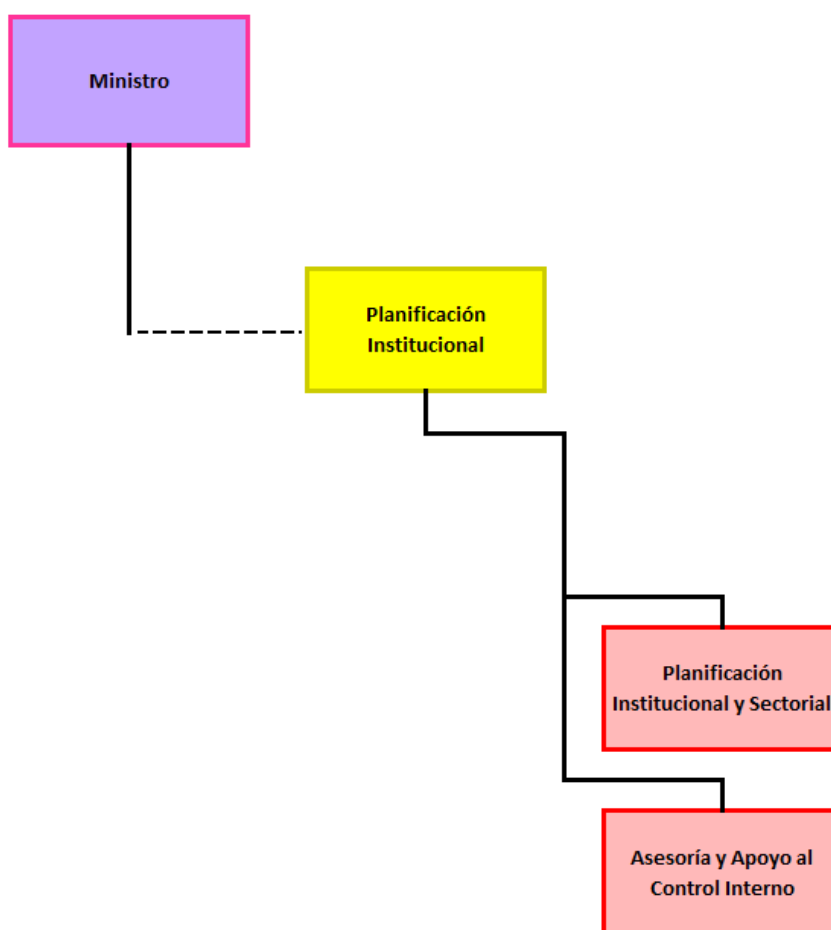 Ministro
Planificación
Institucional
Planificación
Institucional y Sectorial
Asesoría y Apoyo al
Control Interno